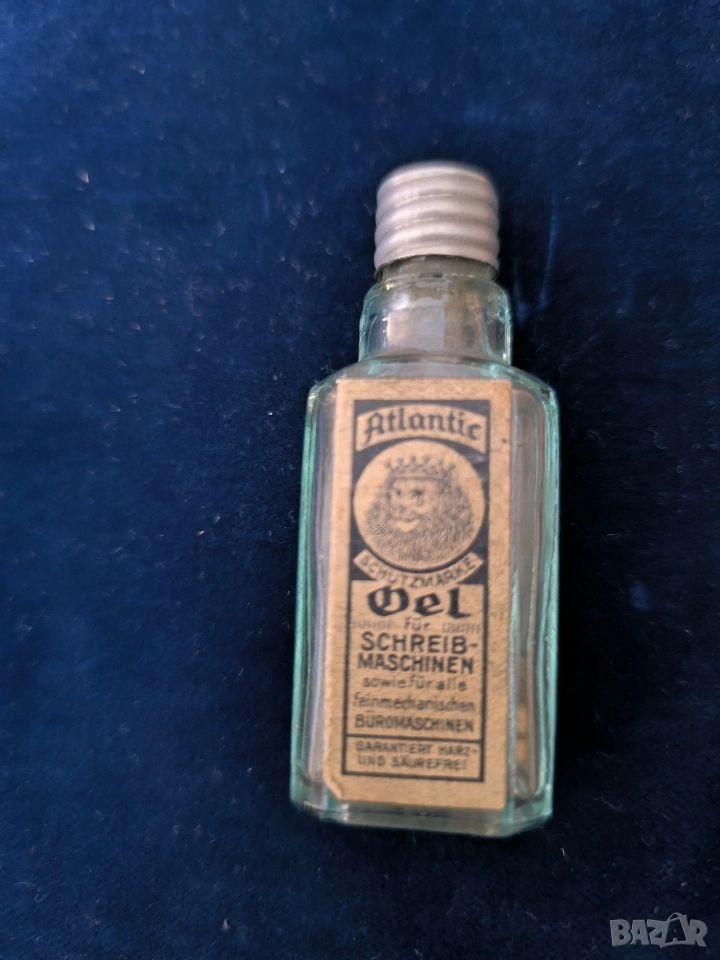 Atlantic
SCHUTZMARKE
Oel
für
SCHREIB-
MASCHINEN
sowie für alle
feinmechanischen
BÜROMASCHINEN
GARANTIERT HARZ-
UND SÄUREFREI
BAZAR